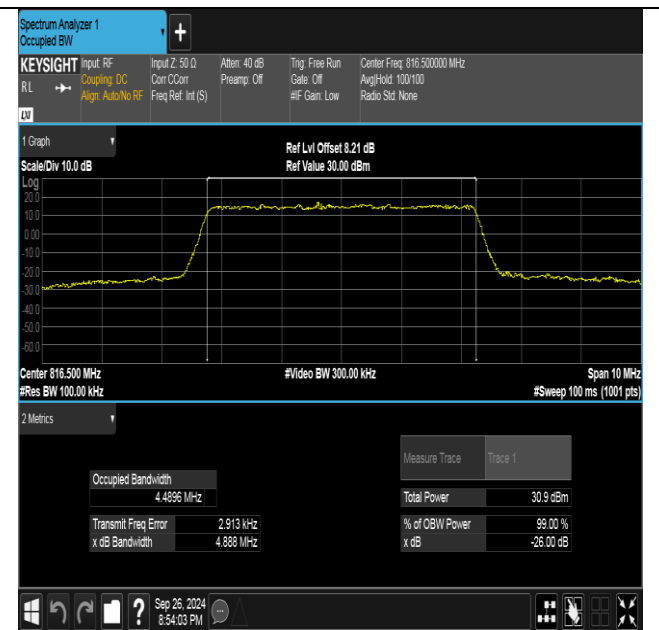 Spectrum Analyzer 1
Occupied BW
+
KEYSIGHT Input: RF Input Z: 50 Ω Atten: 40 dB Trig: Free Run Center Freq: 816.500000 MHz
RL Coupling: DC Corr CCorr Preamp: Off Gate: Off Avg|Hold: 100/100
Align: Auto/No RF Freq Ref: Int (S) #IF Gain: Low Radio Std: None
LXI
1 Graph
Ref Lvl Offset 8.21 dB
Scale/Div 10.0 dB Ref Value 30.00 dBm
Log
20.0
10.0
0.00
-10.0
-20.0
-30.0
-40.0
-50.0
-60.0
Center 816.500 MHz #Video BW 300.00 kHz Span 10 MHz
#Res BW 100.00 kHz #Sweep 100 ms (1001 pts)
2 Metrics
Measure Trace Trace 1
Occupied Bandwidth
4.4896 MHz Total Power 30.9 dBm
Transmit Freq Error 2.913 kHz % of OBW Power 99.00 %
x dB Bandwidth 4.888 MHz x dB -26.00 dB
? Sep 26, 2024
8:54:03 PM